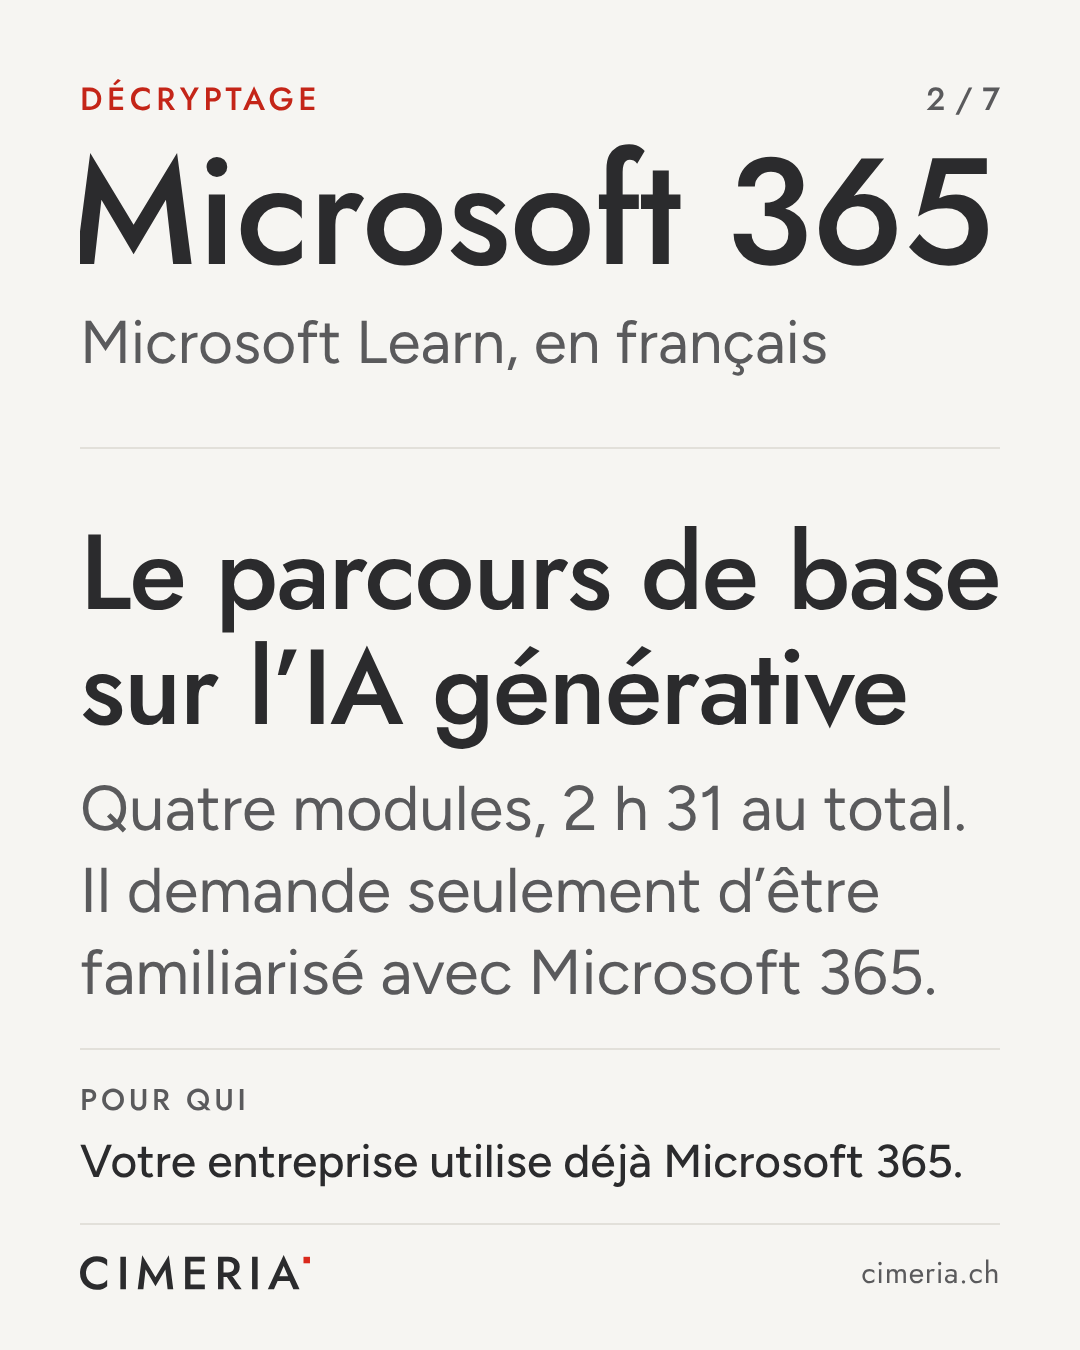 DÉCRYPTAGE
2 / 7
Microsoft 365
Microsoft Learn, en français
Le parcours de base
sur l’IA générative
Quatre modules, 2 h 31 au total.
Il demande seulement d’être
familiarisé avec Microsoft 365.
POUR QUI
Votre entreprise utilise déjà Microsoft 365.
CIMERIA
cimeria.ch